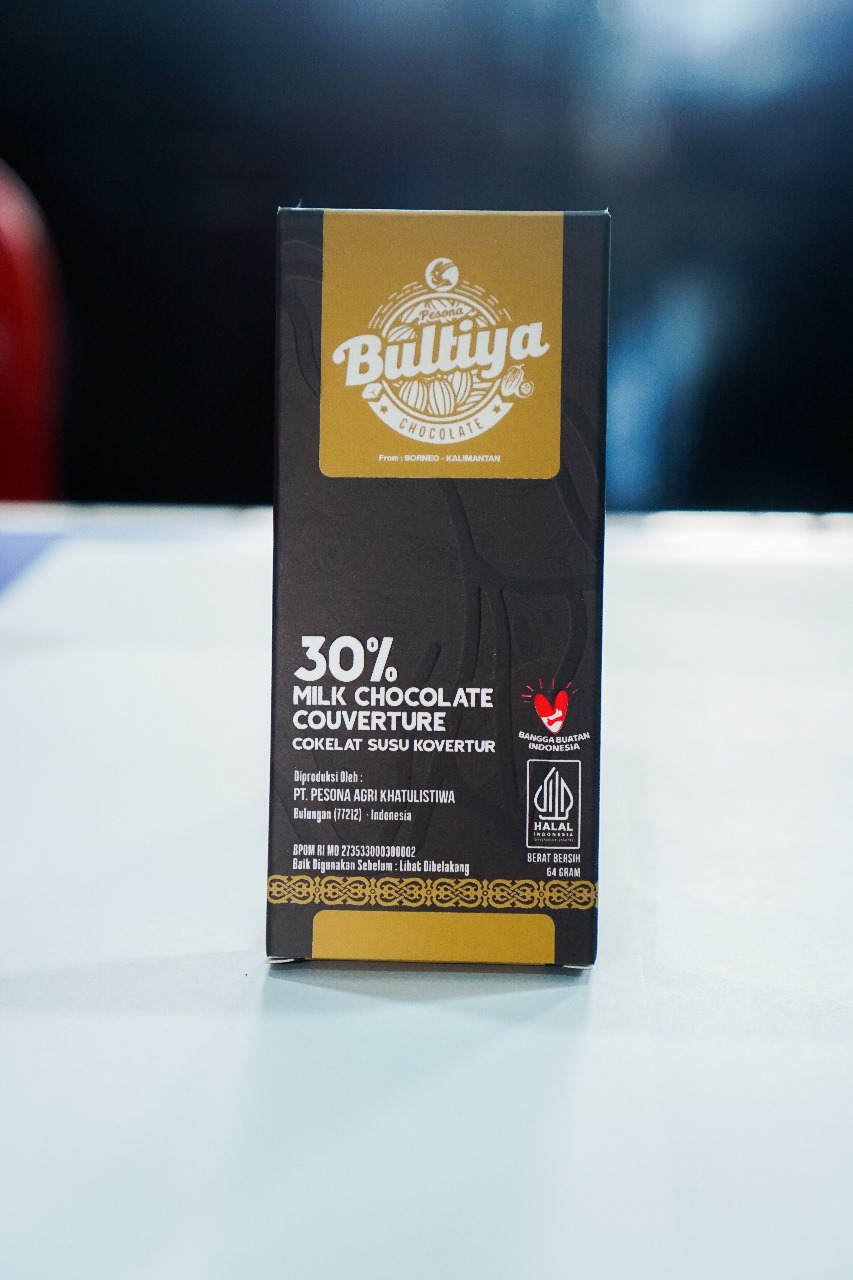 Pesona
Bultiya
CHOCOLATE
From : BORNEO - KALIMANTAN
30%
MILK CHOCOLATE
COUVERTURE
COKELAT SUSU KOVERTUR
BANGGA BUATAN
INDONESIA
Diproduksi Oleh :
PT. PESONA AGRI KHATULISTIWA
Bulungan (77212) - Indonesia
HALAL
INDONESIA
BPOM RI MD 273533000300002
Baik Digunakan Sebelum : Lihat Dibelakang
BERAT BERSIH
64 GRAM